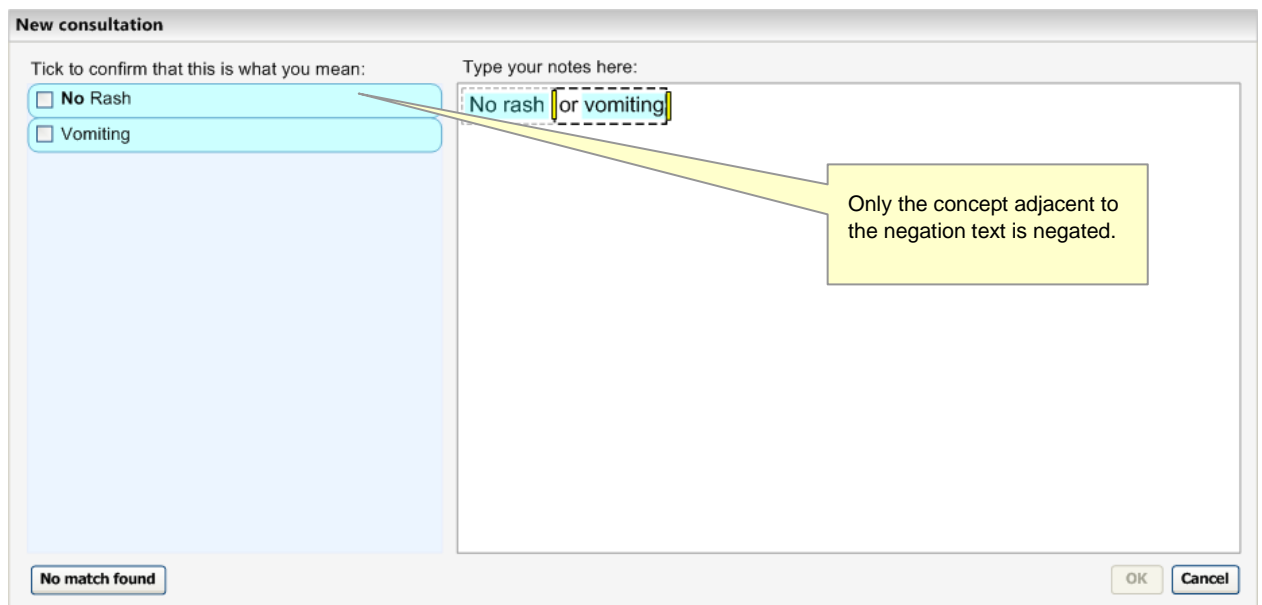 New consultation
Tick to confirm that this is what you mean:
Type your notes here:
No Rash
Vomiting
No rash or vomiting
Only the concept adjacent to
the negation text is negated.
No match found
OK
Cancel